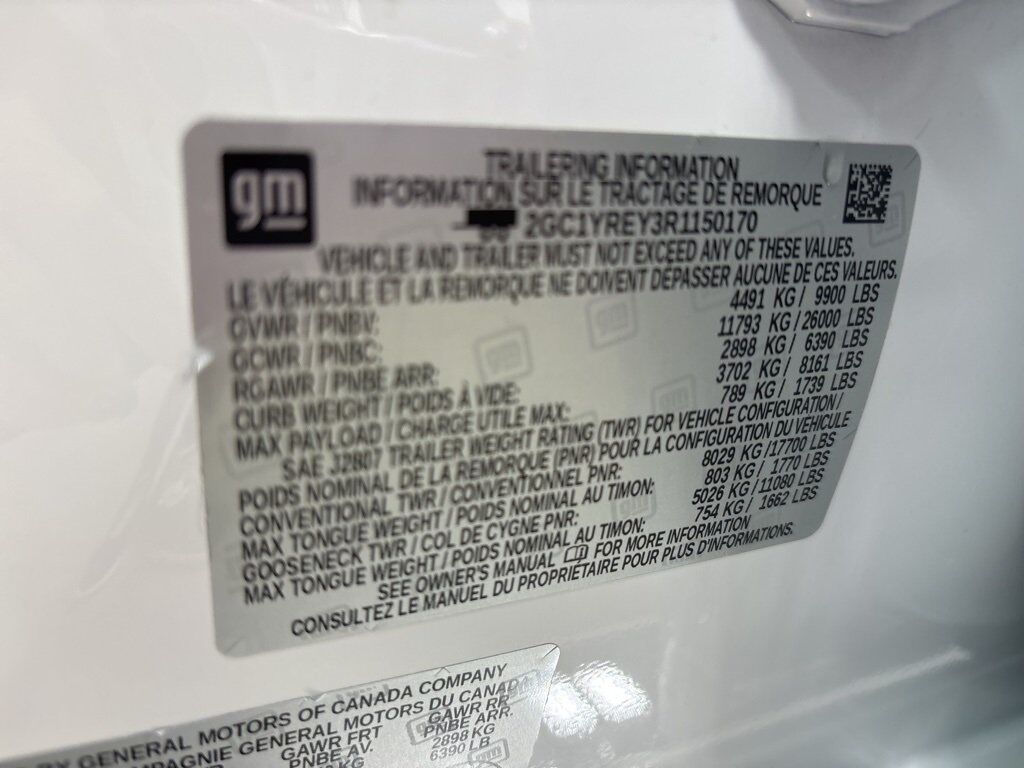 gm
TRAILERING INFORMATION
INFORMATION SUR LE TRACTAGE DE REMORQUE
2GC1YREY3R1150170
VEHICLE AND TRAILER MUST NOT EXCEED ANY OF THESE VALUES.
LE VÉHICULE ET LA REMORQUE NE DOIVENT DÉPASSER AUCUNE DE CES VALEURS.
GVWR / PNBV: 4491 KG / 9900 LBS
GCWR / PNBC: 11793 KG / 26000 LBS
RGAWR / PNBE ARR: 2898 KG / 6390 LBS
CURB WEIGHT / POIDS À VIDE: 3702 KG / 8161 LBS
MAX PAYLOAD / CHARGE UTILE MAX: 789 KG / 1739 LBS
SAE J2807 TRAILER WEIGHT RATING (TWR) FOR VEHICLE CONFIGURATION /
POIDS NOMINAL DE LA REMORQUE (PNR) POUR LA CONFIGURATION DU VÉHICULE
CONVENTIONAL TWR / CONVENTIONNEL PNR: 8029 KG /17700 LBS
MAX TONGUE WEIGHT / POIDS NOMINAL AU TIMON: 803 KG / 1770 LBS
GOOSENECK TWR / COL DE CYGNE PNR: 5026 KG / 11080 LBS
MAX TONGUE WEIGHT / POIDS NOMINAL AU TIMON: 754 KG / 1662 LBS
SEE OWNER'S MANUAL FOR MORE INFORMATION
CONSULTEZ LE MANUEL DU PROPRIÉTAIRE POUR PLUS D'INFORMATIONS.
BY GENERAL MOTORS OF CANADA COMPANY
COMPAGNIE GENERAL MOTORS DU CANADA
GAWR FRT GAWR RR
PNBE AV. PNBE ARR.
KG 2898 KG
6390 LB